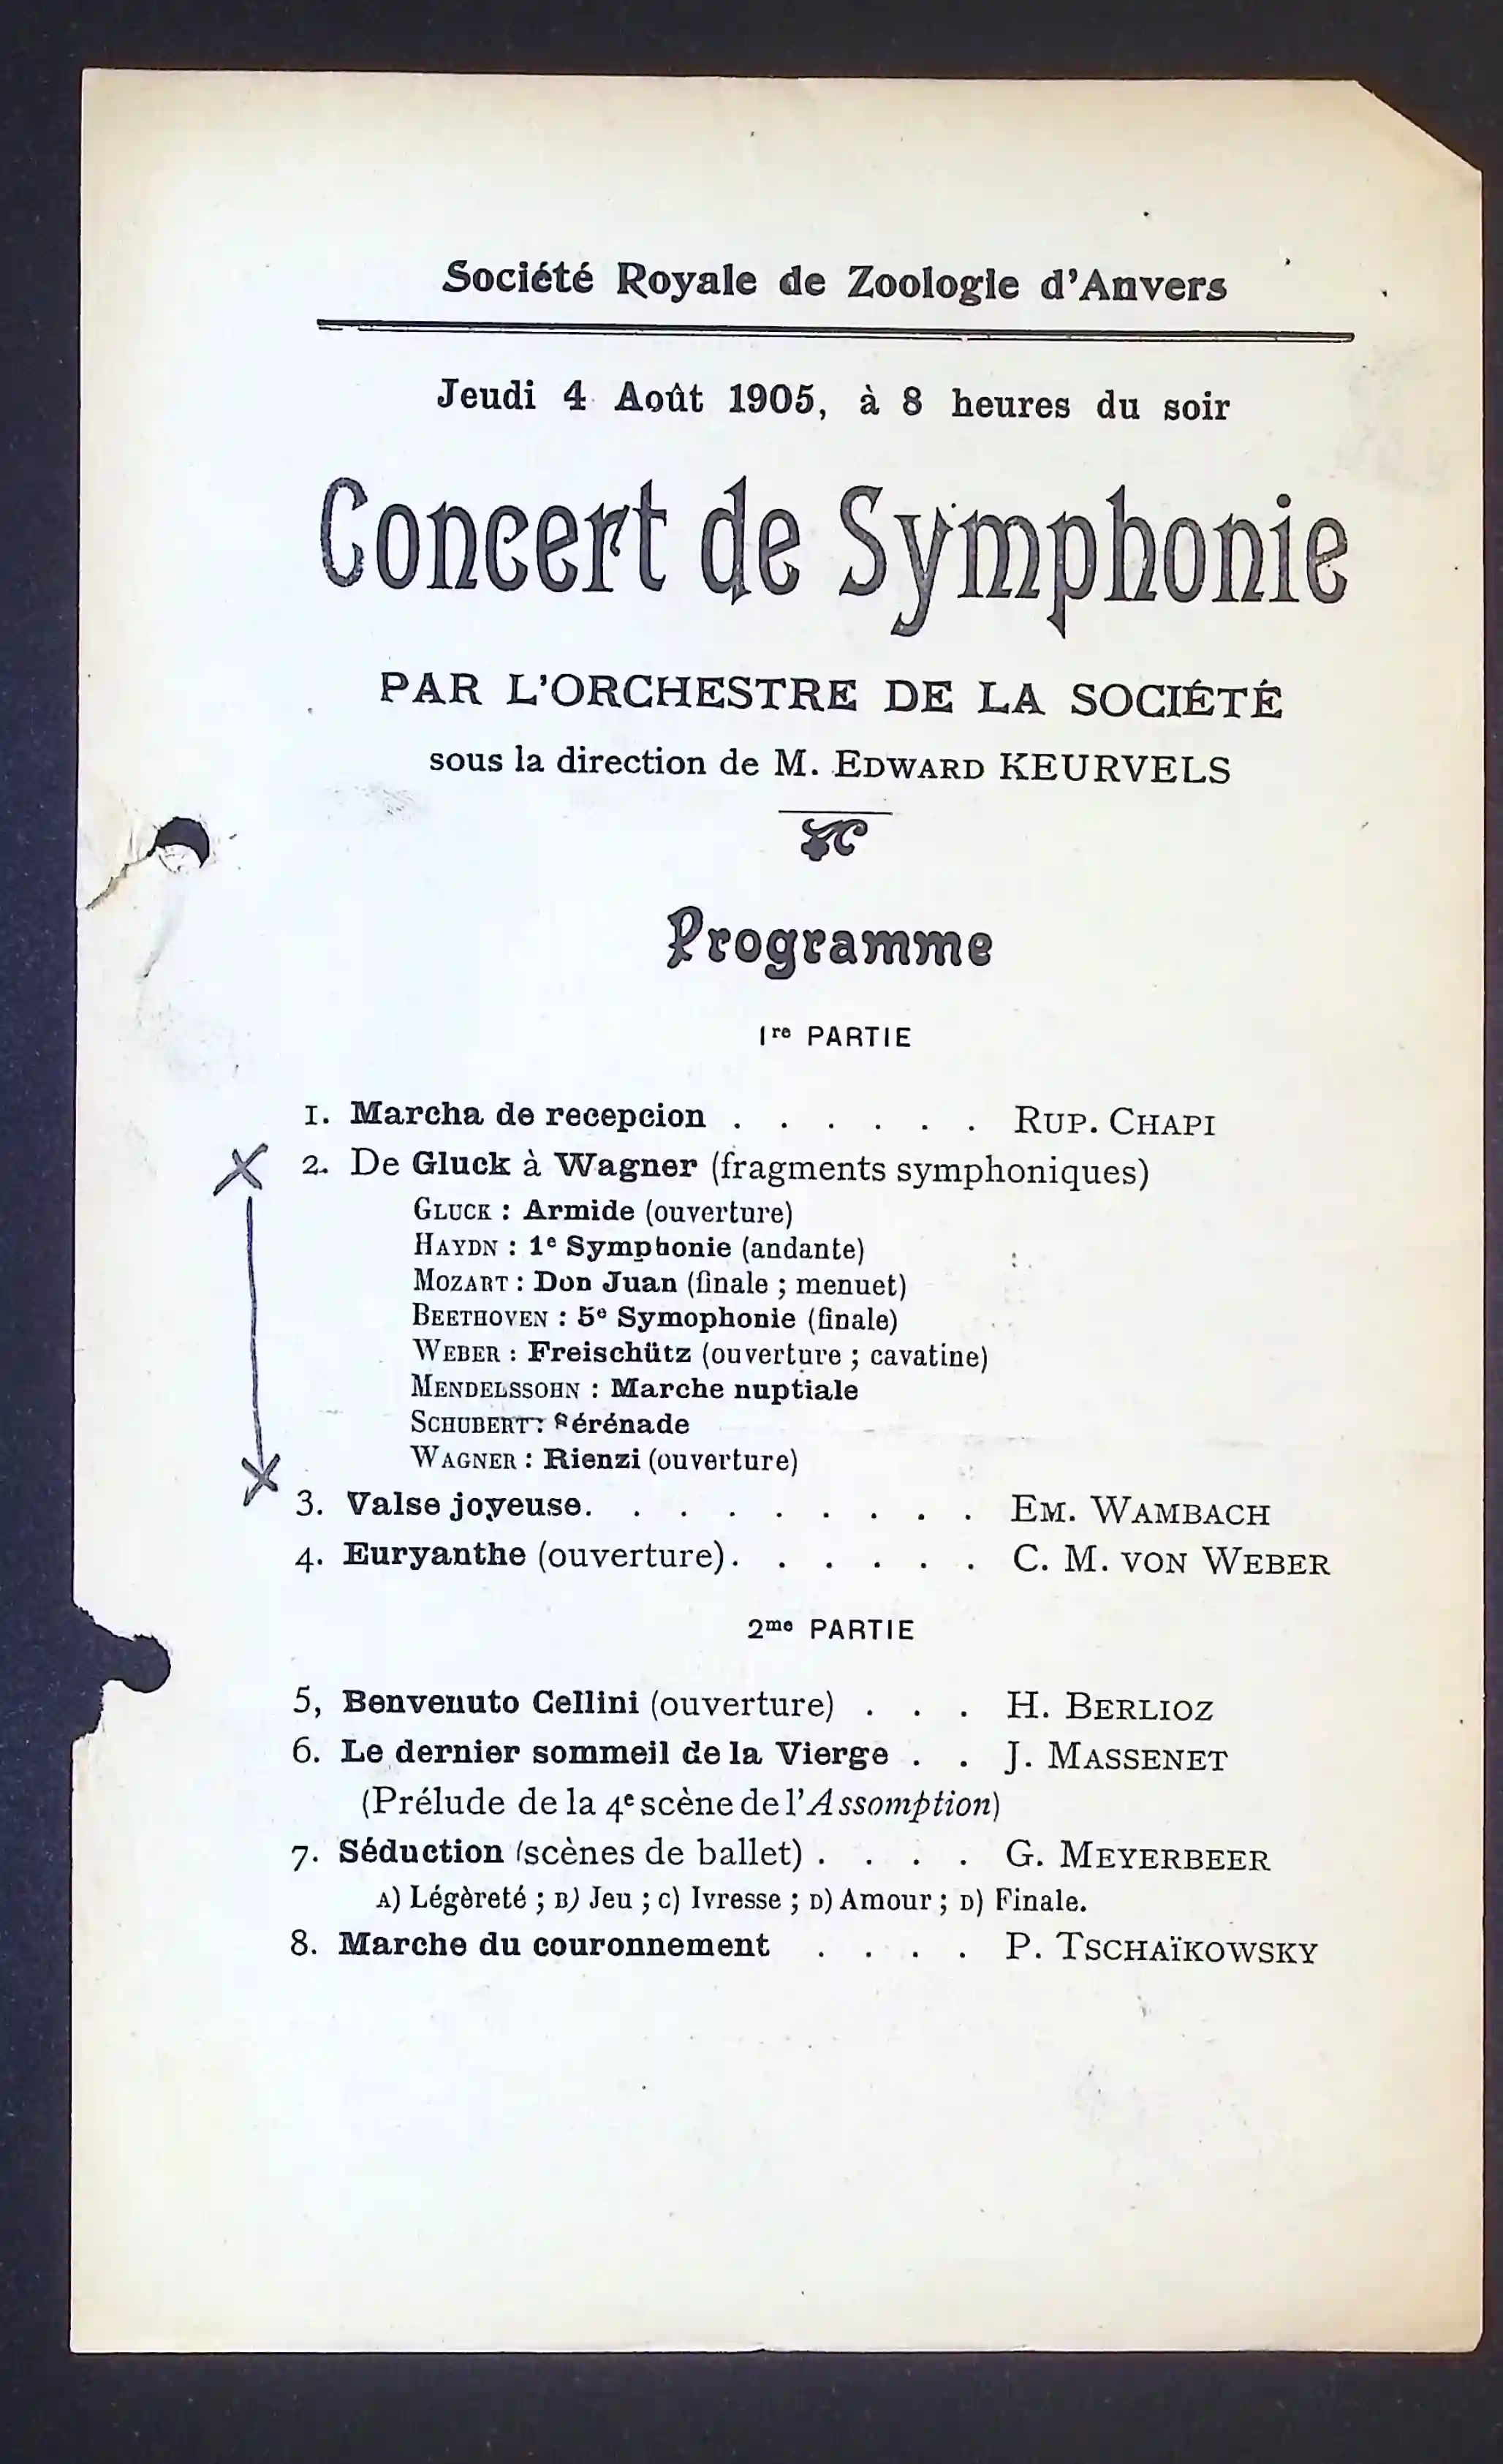 Société Royale de Zoologie d'Anvers
Jeudi 4 Août 1905, à 8 heures du soir
Concert de Symphonie
PAR L'ORCHESTRE DE LA SOCIÉTÉ
sous la direction de M. EDWARD KEURVELS
Programme
1re PARTIE
1. Marcha de recepcion . . . . . . RUP. CHAPI
2. De Gluck à Wagner (fragments symphoniques)
GLUCK : Armide (ouverture)
HAYDN : 1e Symphonie (andante)
MOZART : Don Juan (finale ; menuet)
BEETHOVEN : 5e Symophonie (finale)
WEBER : Freischütz (ouverture ; cavatine)
MENDELSSOHN : Marche nuptiale
SCHUBERT : Sérénade
WAGNER : Rienzi (ouverture)
3. Valse joyeuse. . . . . . . . . EM. WAMBACH
4. Euryanthe (ouverture). . . . . . C. M. VON WEBER
2me PARTIE
5, Benvenuto Cellini (ouverture) . . . H. BERLIOZ
6. Le dernier sommeil de la Vierge . . J. MASSENET
(Prélude de la 4e scène de l'Assomption)
7. Séduction (scènes de ballet) . . . . G. MEYERBEER
A) Légèreté ; B) Jeu ; C) Ivresse ; D) Amour ; D) Finale.
8. Marche du couronnement . . . . P. TSCHAÏKOWSKY